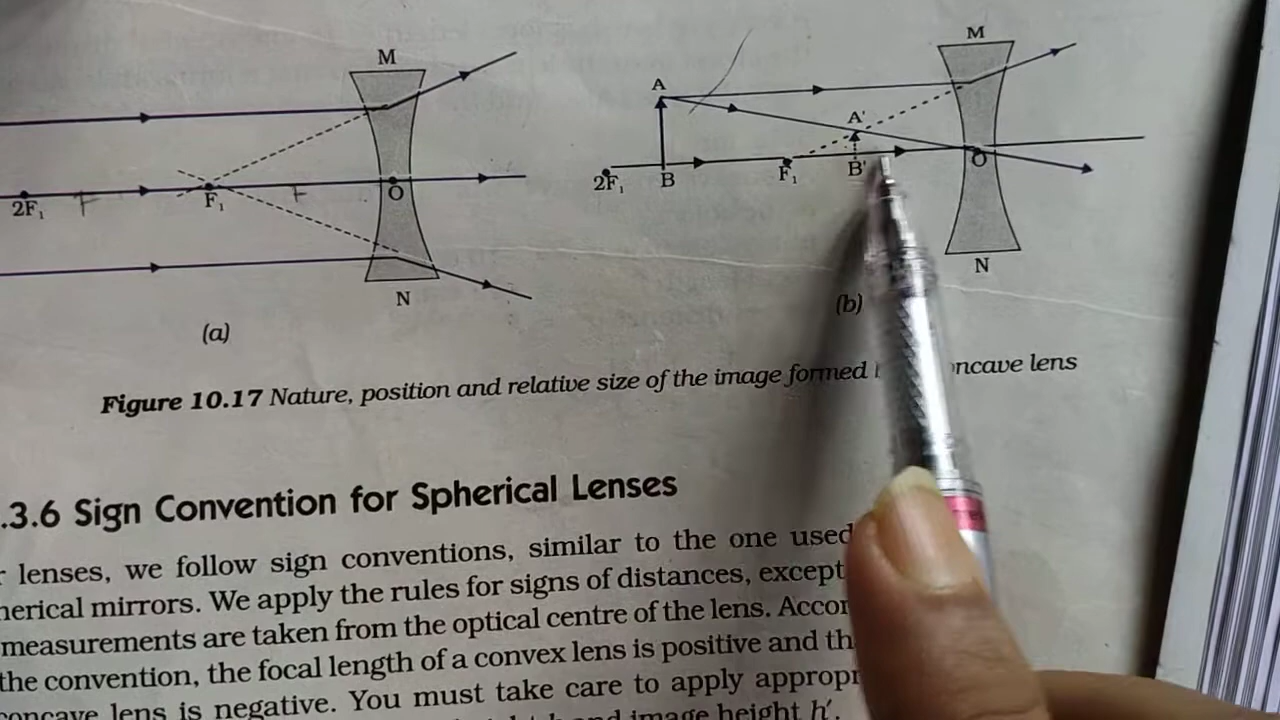 M
M
A
A'
2F₁
F
F₁
F
O
2F₁
B
F₁
B'
O
N
N
(a)
(b)
Figure 10.17 Nature, position and relative size of the image formed concave lens
.3.6 Sign Convention for Spherical Lenses
lenses, we follow sign conventions, similar to the one used
herical mirrors. We apply the rules for signs of distances, except
measurements are taken from the optical centre of the lens. Accor
the convention, the focal length of a convex lens is positive and th
concave lens is negative. You must take care to apply appropr
image height h′.